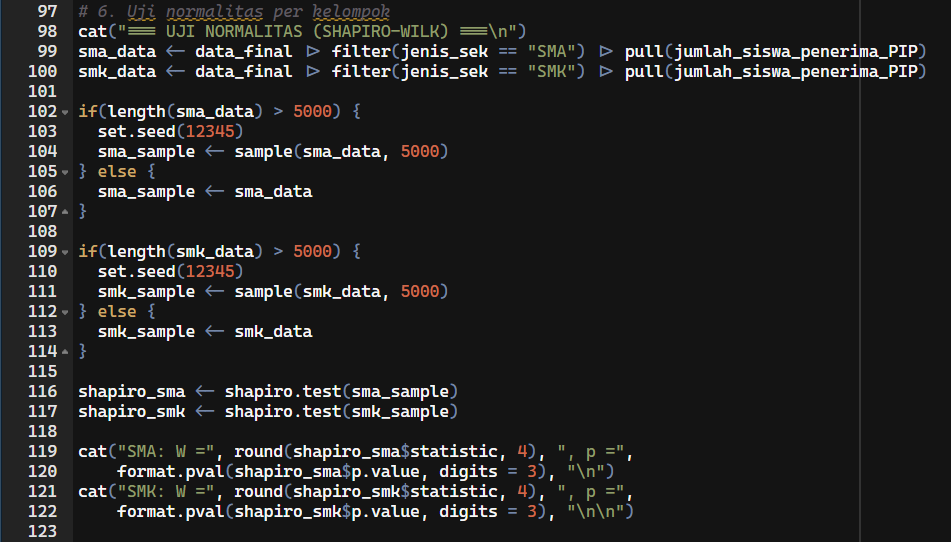 97 # 6. Uji normalitas per kelompok
98 cat("=== UJI NORMALITAS (SHAPIRO-WILK) ===\n")
99 sma_data <- data_final |> filter(jenis_sek == "SMA") |> pull(jumlah_siswa_penerima_PIP)
100 smk_data <- data_final |> filter(jenis_sek == "SMK") |> pull(jumlah_siswa_penerima_PIP)
101
102 if(length(sma_data) > 5000) {
103   set.seed(12345)
104   sma_sample <- sample(sma_data, 5000)
105 } else {
106   sma_sample <- sma_data
107 }
108
109 if(length(smk_data) > 5000) {
110   set.seed(12345)
111   smk_sample <- sample(smk_data, 5000)
112 } else {
113   smk_sample <- smk_data
114 }
115
116 shapiro_sma <- shapiro.test(sma_sample)
117 shapiro_smk <- shapiro.test(smk_sample)
118
119 cat("SMA: W =", round(shapiro_sma$statistic, 4), ", p =",
120     format.pval(shapiro_sma$p.value, digits = 3), "\n")
121 cat("SMK: W =", round(shapiro_smk$statistic, 4), ", p =",
122     format.pval(shapiro_smk$p.value, digits = 3), "\n\n")
123